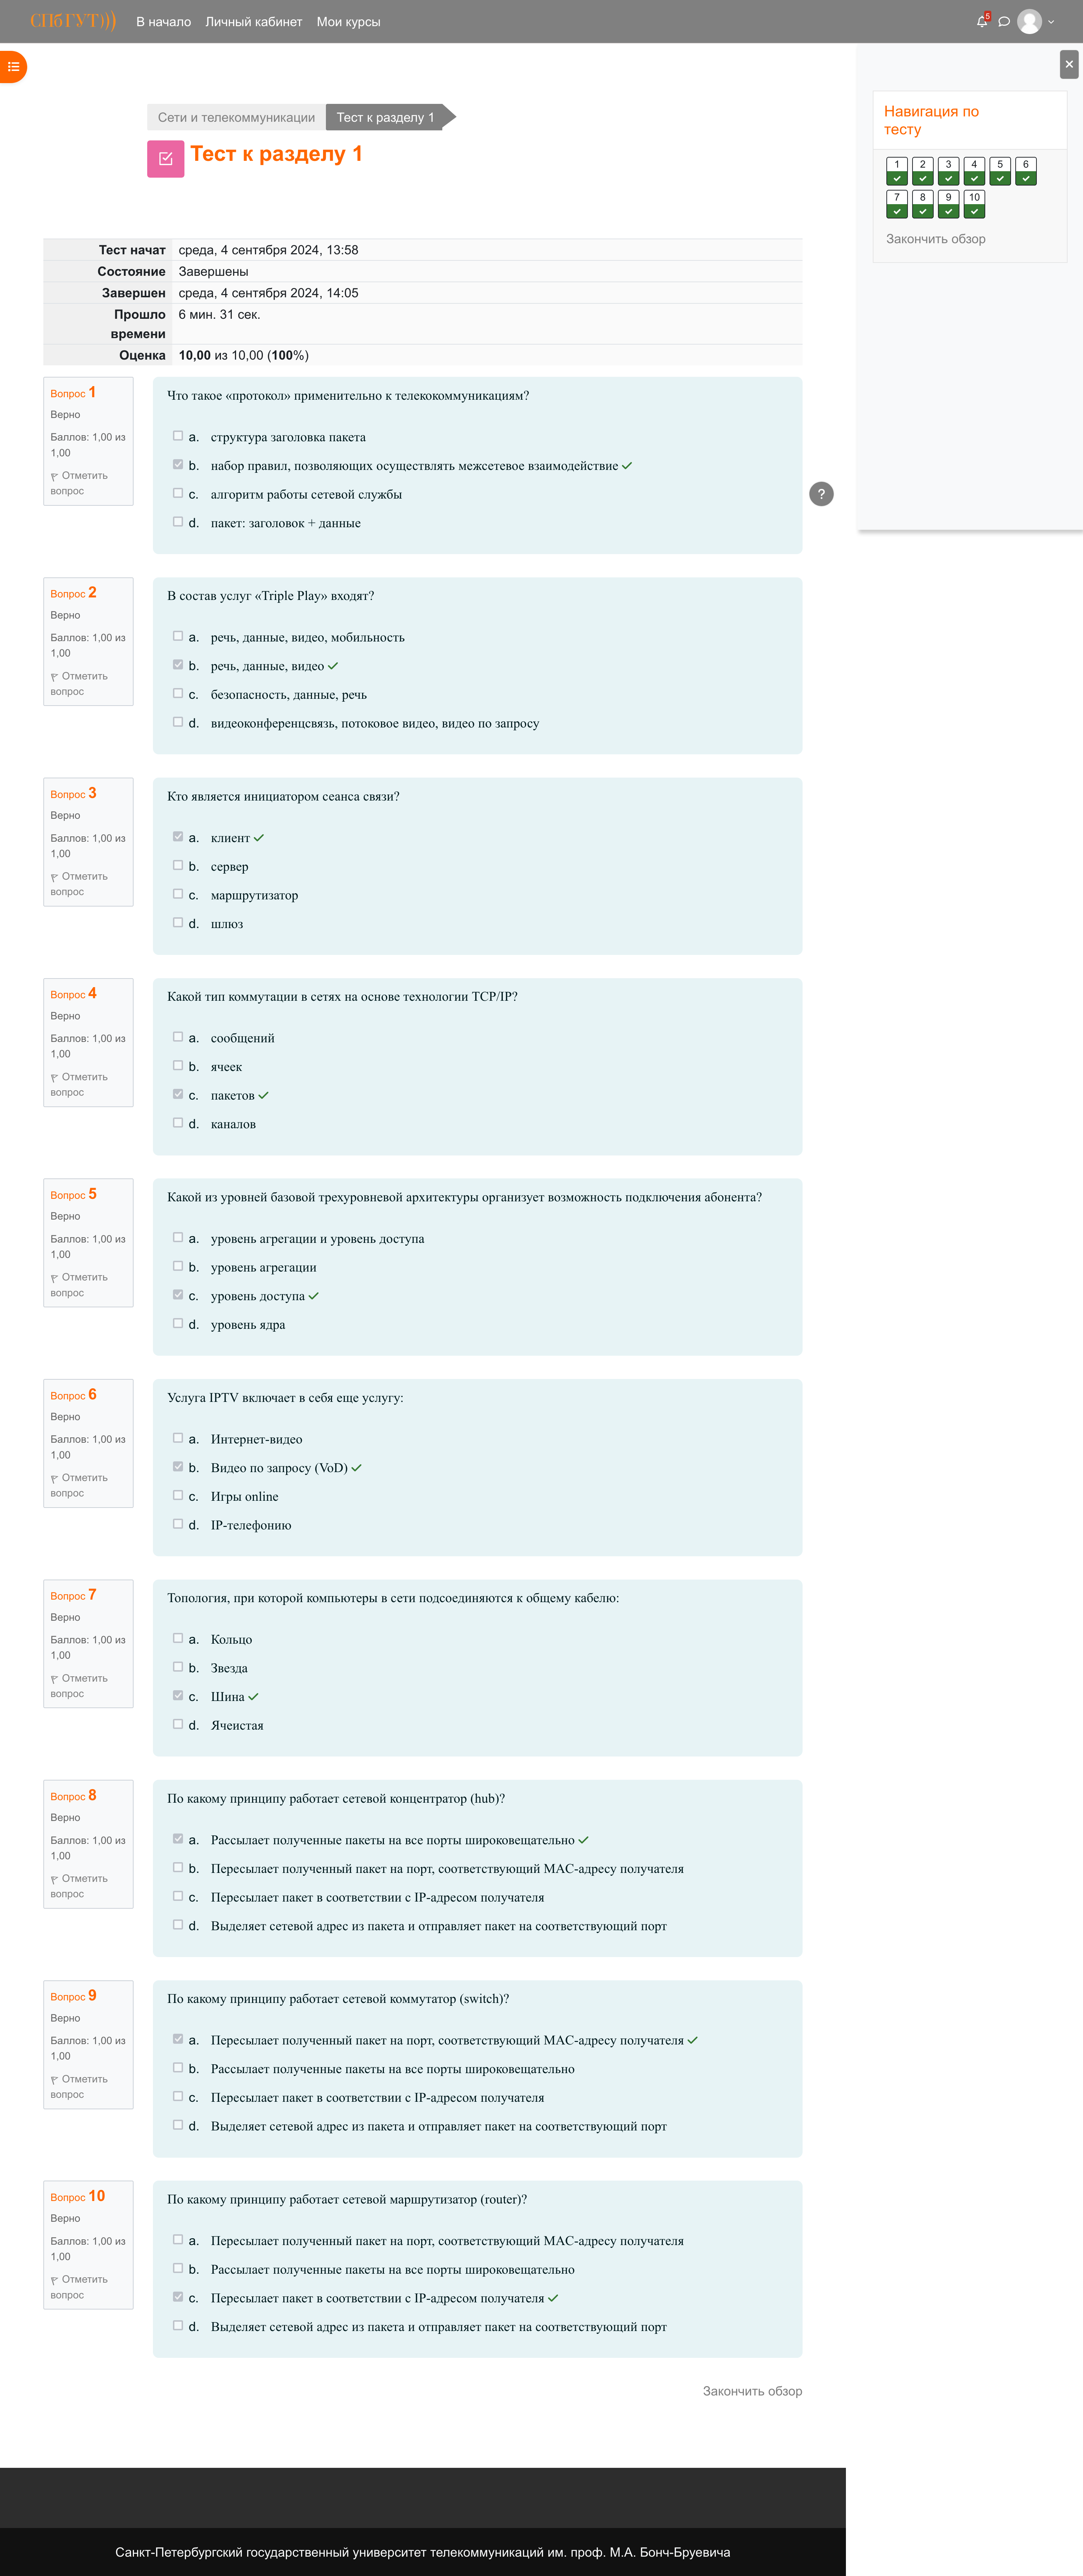 СПбГУТ)))
В начало
Личный кабинет
Мои курсы
5
Сети и телекоммуникации
Тест к разделу 1
Тест к разделу 1
Навигация по
тесту
1 2 3 4 5 6
7 8 9 10
Закончить обзор
Тест начат среда, 4 сентября 2024, 13:58
Состояние Завершены
Завершен среда, 4 сентября 2024, 14:05
Прошло 6 мин. 31 сек.
времени
Оценка 10,00 из 10,00 (100%)
Вопрос 1
Верно
Баллов: 1,00 из
1,00
Отметить
вопрос
Что такое «протокол» применительно к телекокоммуникациям?
a. структура заголовка пакета
b. набор правил, позволяющих осуществлять межсетевое взаимодействие
c. алгоритм работы сетевой службы
d. пакет: заголовок + данные
?
Вопрос 2
Верно
Баллов: 1,00 из
1,00
Отметить
вопрос
В состав услуг «Triple Play» входят?
a. речь, данные, видео, мобильность
b. речь, данные, видео
c. безопасность, данные, речь
d. видеоконференцсвязь, потоковое видео, видео по запросу
Вопрос 3
Верно
Баллов: 1,00 из
1,00
Отметить
вопрос
Кто является инициатором сеанса связи?
a. клиент
b. сервер
c. маршрутизатор
d. шлюз
Вопрос 4
Верно
Баллов: 1,00 из
1,00
Отметить
вопрос
Какой тип коммутации в сетях на основе технологии TCP/IP?
a. сообщений
b. ячеек
c. пакетов
d. каналов
Вопрос 5
Верно
Баллов: 1,00 из
1,00
Отметить
вопрос
Какой из уровней базовой трехуровневой архитектуры организует возможность подключения абонента?
a. уровень агрегации и уровень доступа
b. уровень агрегации
c. уровень доступа
d. уровень ядра
Вопрос 6
Верно
Баллов: 1,00 из
1,00
Отметить
вопрос
Услуга IPTV включает в себя еще услугу:
a. Интернет-видео
b. Видео по запросу (VoD)
c. Игры online
d. IP-телефонию
Вопрос 7
Верно
Баллов: 1,00 из
1,00
Отметить
вопрос
Топология, при которой компьютеры в сети подсоединяются к общему кабелю:
a. Кольцо
b. Звезда
c. Шина
d. Ячеистая
Вопрос 8
Верно
Баллов: 1,00 из
1,00
Отметить
вопрос
По какому принципу работает сетевой концентратор (hub)?
a. Рассылает полученные пакеты на все порты широковещательно
b. Пересылает полученный пакет на порт, соответствующий MAC-адресу получателя
c. Пересылает пакет в соответствии с IP-адресом получателя
d. Выделяет сетевой адрес из пакета и отправляет пакет на соответствующий порт
Вопрос 9
Верно
Баллов: 1,00 из
1,00
Отметить
вопрос
По какому принципу работает сетевой коммутатор (switch)?
a. Пересылает полученный пакет на порт, соответствующий MAC-адресу получателя
b. Рассылает полученные пакеты на все порты широковещательно
c. Пересылает пакет в соответствии с IP-адресом получателя
d. Выделяет сетевой адрес из пакета и отправляет пакет на соответствующий порт
Вопрос 10
Верно
Баллов: 1,00 из
1,00
Отметить
вопрос
По какому принципу работает сетевой маршрутизатор (router)?
a. Пересылает полученный пакет на порт, соответствующий MAC-адресу получателя
b. Рассылает полученные пакеты на все порты широковещательно
c. Пересылает пакет в соответствии с IP-адресом получателя
d. Выделяет сетевой адрес из пакета и отправляет пакет на соответствующий порт
Закончить обзор
Санкт-Петербургский государственный университет телекоммуникаций им. проф. М.А. Бонч-Бруевича